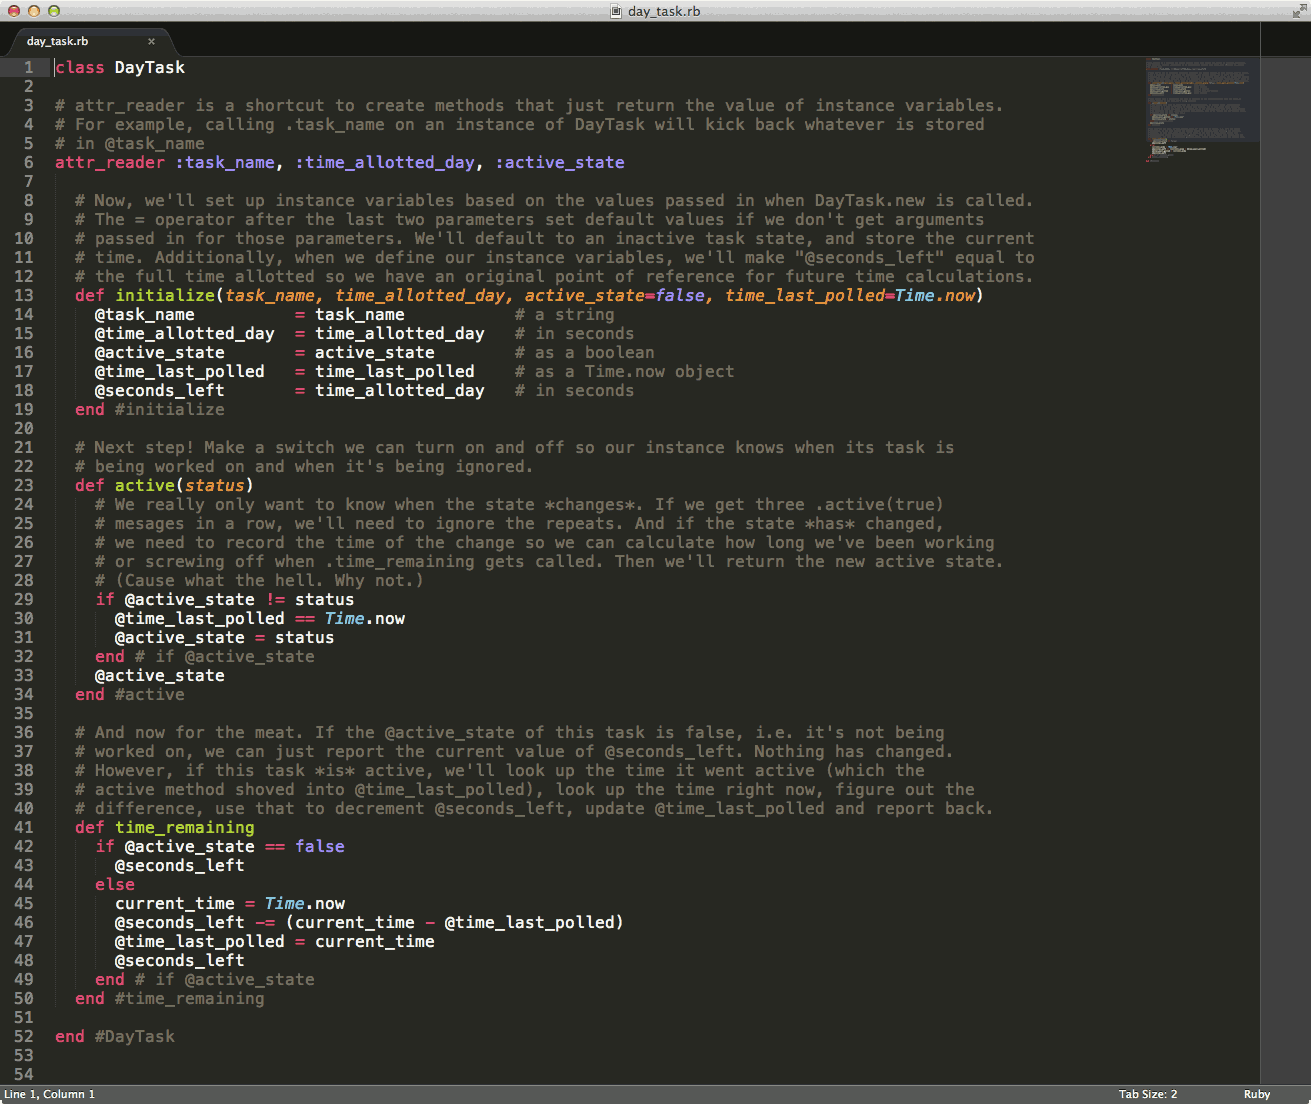 day_task.rb
day_task.rb ×
1 class DayTask
2
3 # attr_reader is a shortcut to create methods that just return the value of instance variables.
4 # For example, calling .task_name on an instance of DayTask will kick back whatever is stored
5 # in @task_name
6 attr_reader :task_name, :time_allotted_day, :active_state
7
8   # Now, we'll set up instance variables based on the values passed in when DayTask.new is called.
9   # The = operator after the last two parameters set default values if we don't get arguments
10   # passed in for those parameters. We'll default to an inactive task state, and store the current
11   # time. Additionally, when we define our instance variables, we'll make "@seconds_left" equal to
12   # the full time allotted so we have an original point of reference for future time calculations.
13   def initialize(task_name, time_allotted_day, active_state=false, time_last_polled=Time.now)
14     @task_name          = task_name           # a string
15     @time_allotted_day  = time_allotted_day   # in seconds
16     @active_state       = active_state        # as a boolean
17     @time_last_polled   = time_last_polled    # as a Time.now object
18     @seconds_left       = time_allotted_day   # in seconds
19   end #initialize
20
21   # Next step! Make a switch we can turn on and off so our instance knows when its task is
22   # being worked on and when it's being ignored.
23   def active(status)
24     # We really only want to know when the state *changes*. If we get three .active(true)
25     # mesages in a row, we'll need to ignore the repeats. And if the state *has* changed,
26     # we need to record the time of the change so we can calculate how long we've been working
27     # or screwing off when .time_remaining gets called. Then we'll return the new active state.
28     # (Cause what the hell. Why not.)
29     if @active_state != status
30       @time_last_polled == Time.now
31       @active_state = status
32     end # if @active_state
33     @active_state
34   end #active
35
36   # And now for the meat. If the @active_state of this task is false, i.e. it's not being
37   # worked on, we can just report the current value of @seconds_left. Nothing has changed.
38   # However, if this task *is* active, we'll look up the time it went active (which the
39   # active method shoved into @time_last_polled), look up the time right now, figure out the
40   # difference, use that to decrement @seconds_left, update @time_last_polled and report back.
41   def time_remaining
42     if @active_state == false
43       @seconds_left
44     else
45       current_time = Time.now
46       @seconds_left -= (current_time - @time_last_polled)
47       @time_last_polled = current_time
48       @seconds_left
49     end # if @active_state
50   end #time_remaining
51
52 end #DayTask
53
54
Line 1, Column 1 Tab Size: 2 Ruby